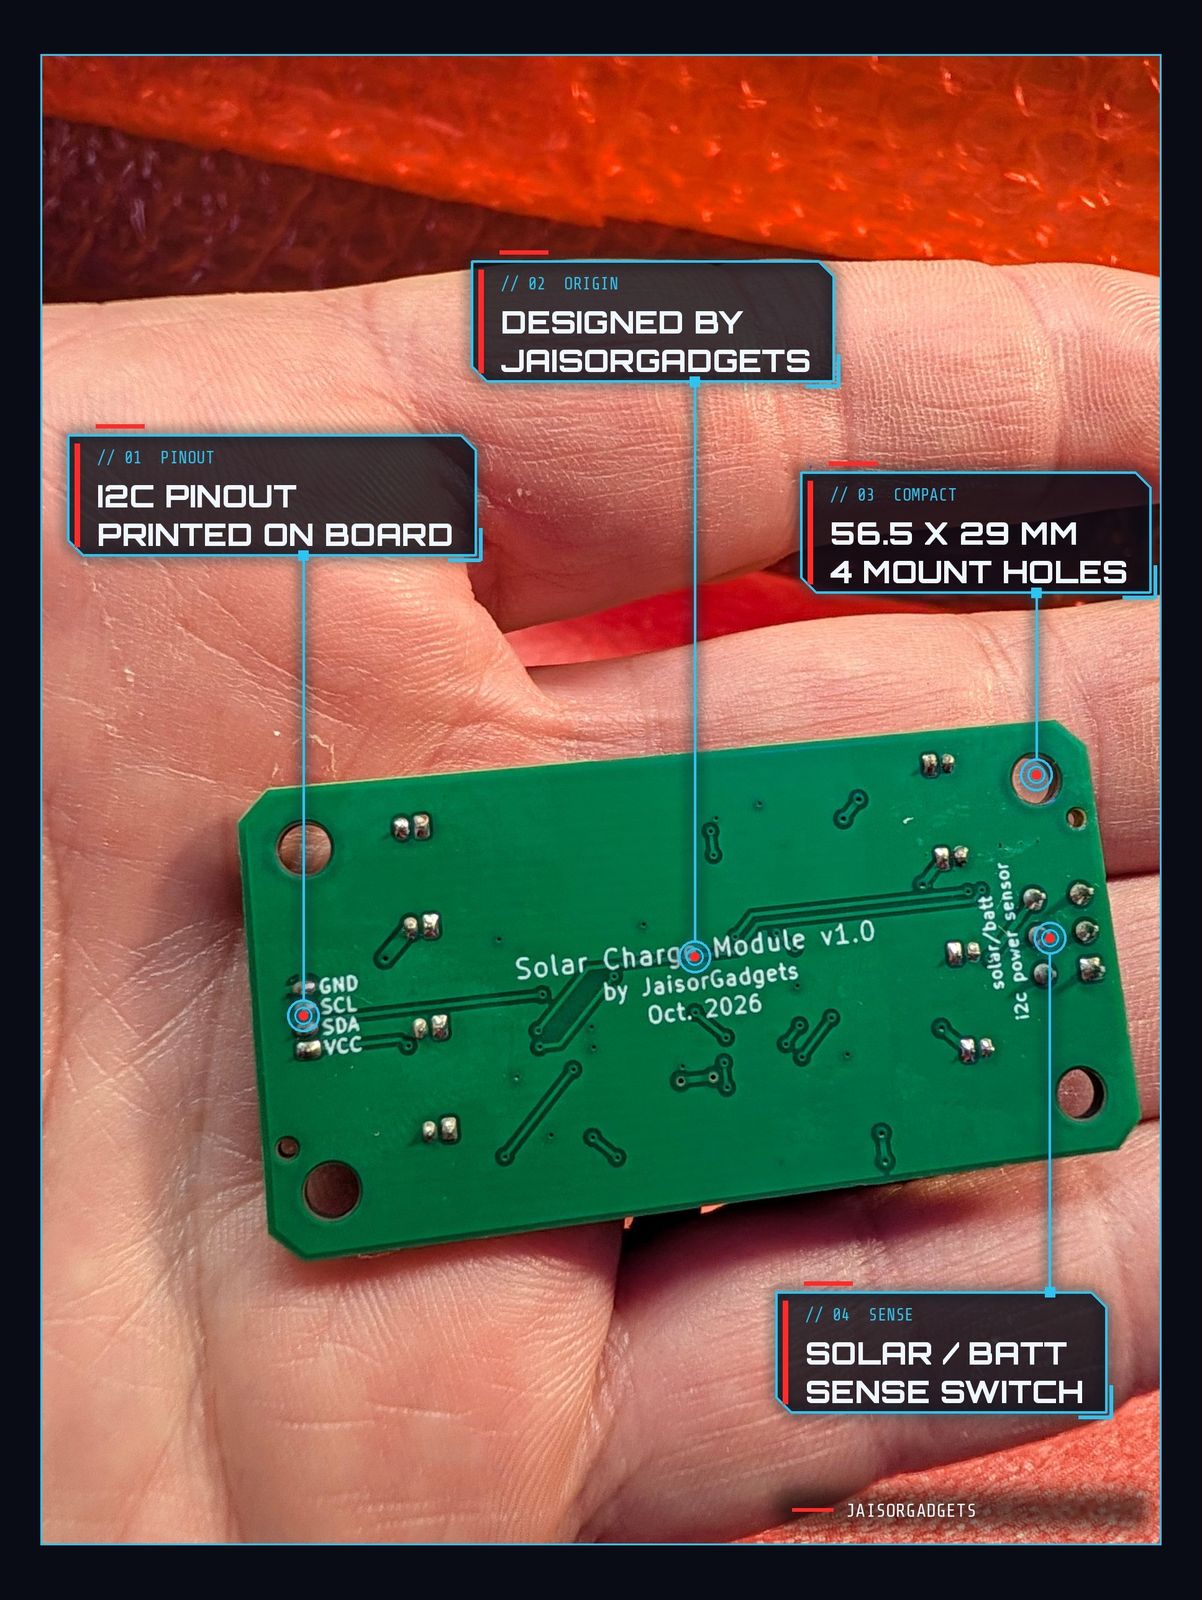 // 02 ORIGIN
DESIGNED BY
JAISORGADGETS
// 01 PINOUT
I2C PINOUT
PRINTED ON BOARD
// 03 COMPACT
56.5 X 29 MM
4 MOUNT HOLES
Solar Charge Module v1.0
by JaisorGadgets
Oct. 2026
GND
SCL
SDA
VCC
solar/batt
i2c power sensor
// 04 SENSE
SOLAR / BATT
SENSE SWITCH
JAISORGADGETS